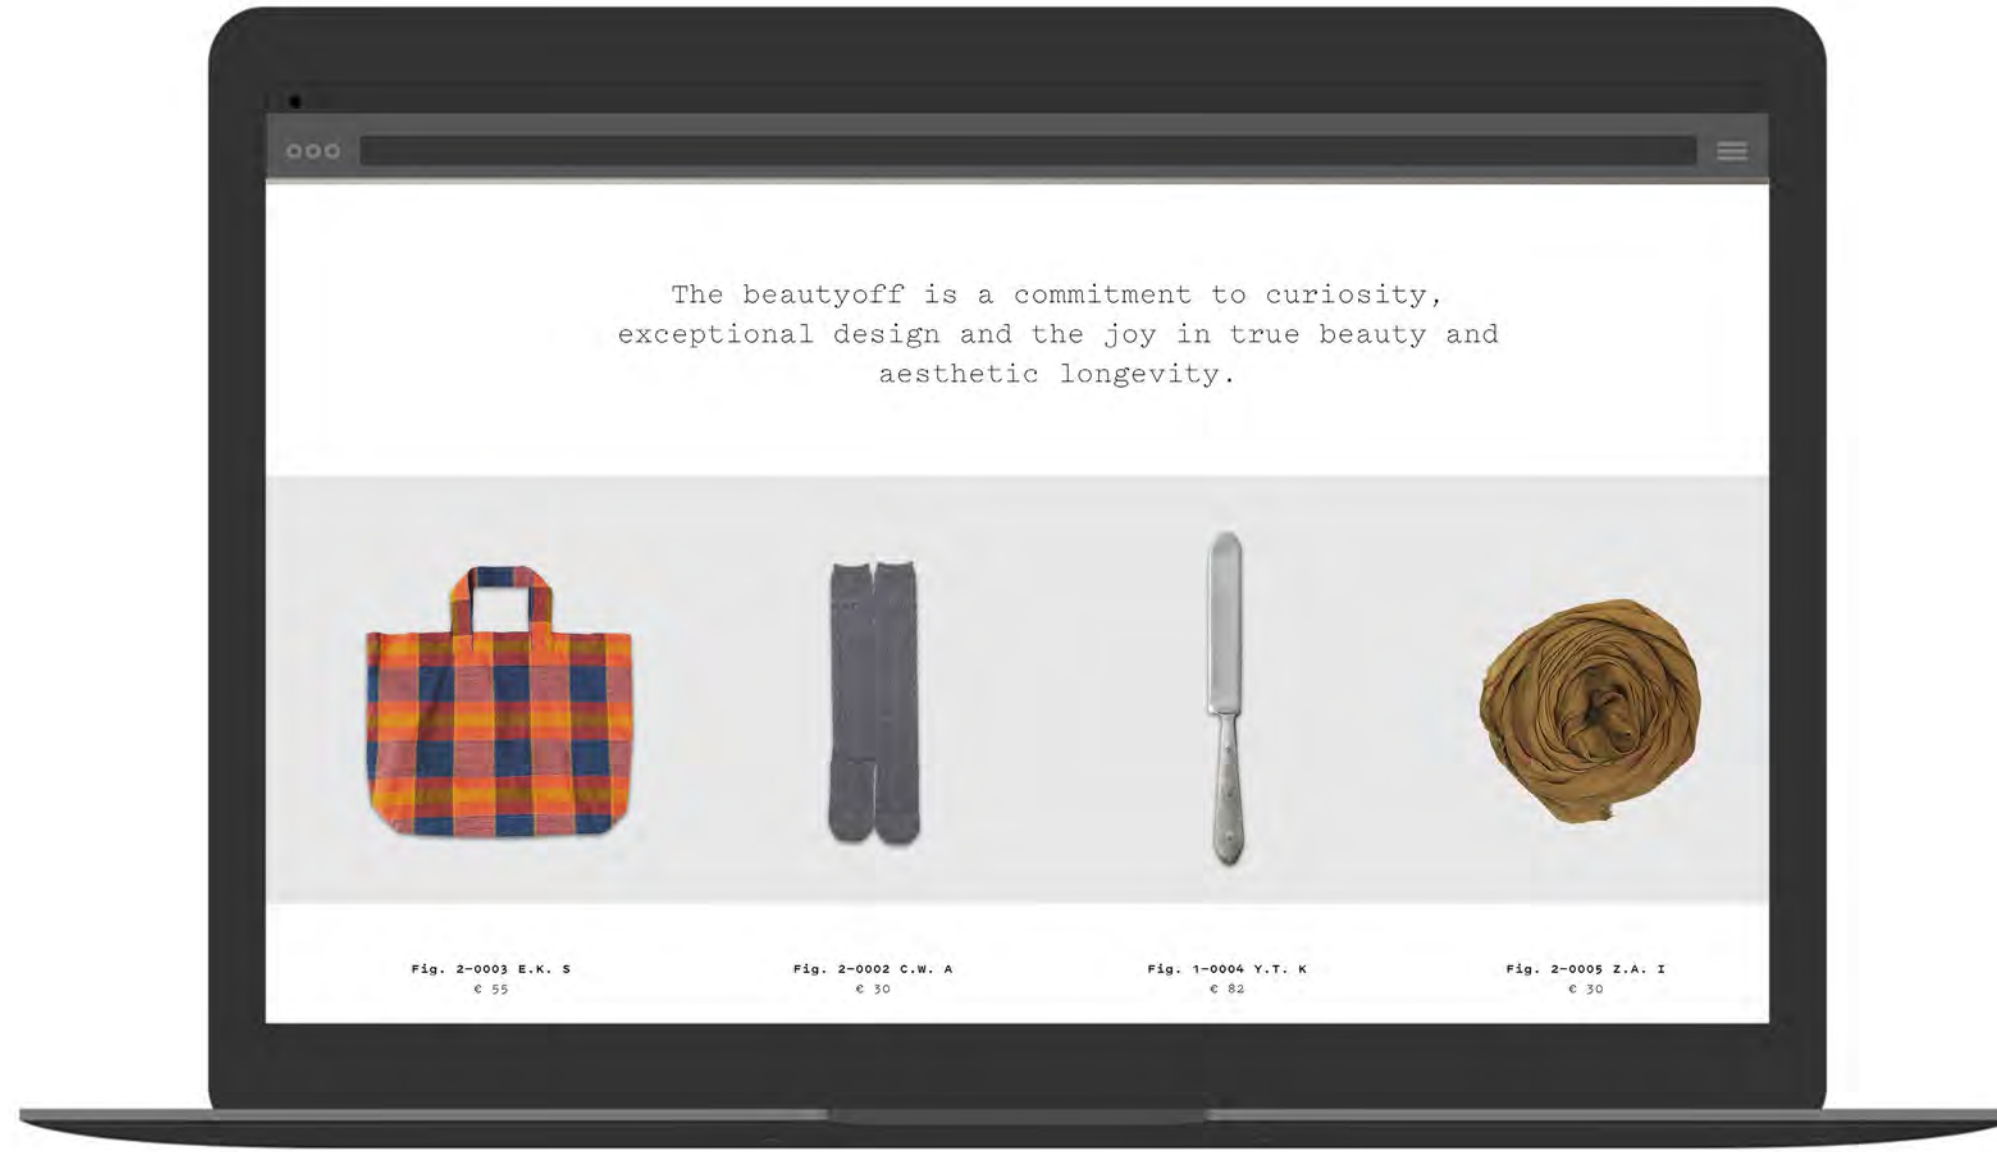 The beautyoff is a commitment to curiosity,
exceptional design and the joy in true beauty and
aesthetic longevity.
Fig. 2-0003 E.K. S
€ 55
Fig. 2-0002 C.W. A
€ 30
Fig. 1-0004 Y.T. K
€ 82
Fig. 2-0005 Z.A. I
€ 30